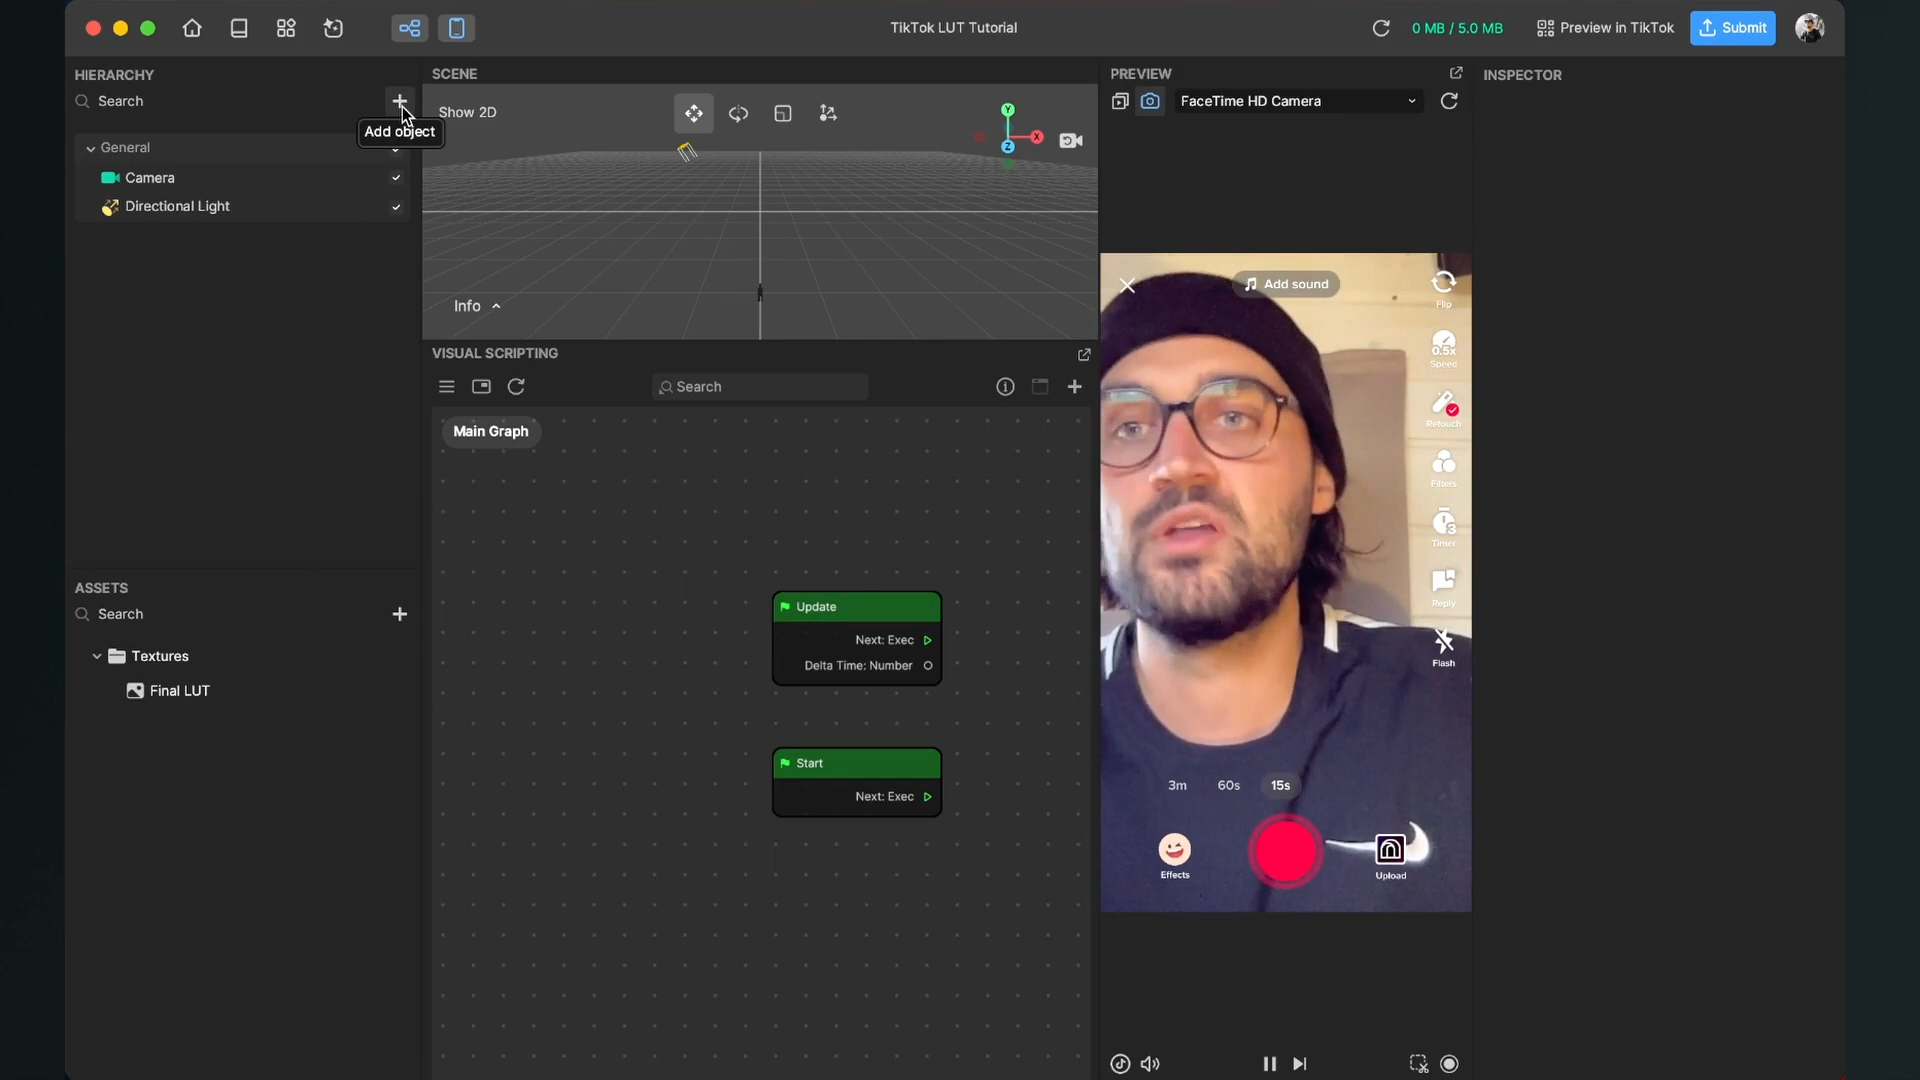 TikTok LUT Tutorial
0 MB / 5.0 MB
Preview in TikTok
Submit
HIERARCHY
Search
Add object
General
Camera
Directional Light
SCENE
Show 2D
Y
X
Z
Info
VISUAL SCRIPTING
Search
Main Graph
Update
Next: Exec
Delta Time: Number
Start
Next: Exec
ASSETS
Search
Textures
Final LUT
PREVIEW
FaceTime HD Camera
Add sound
Flip
0.5x
Speed
Retouch
Filters
3
Timer
Reply
Flash
3m 60s 15s
Effects
Upload
INSPECTOR